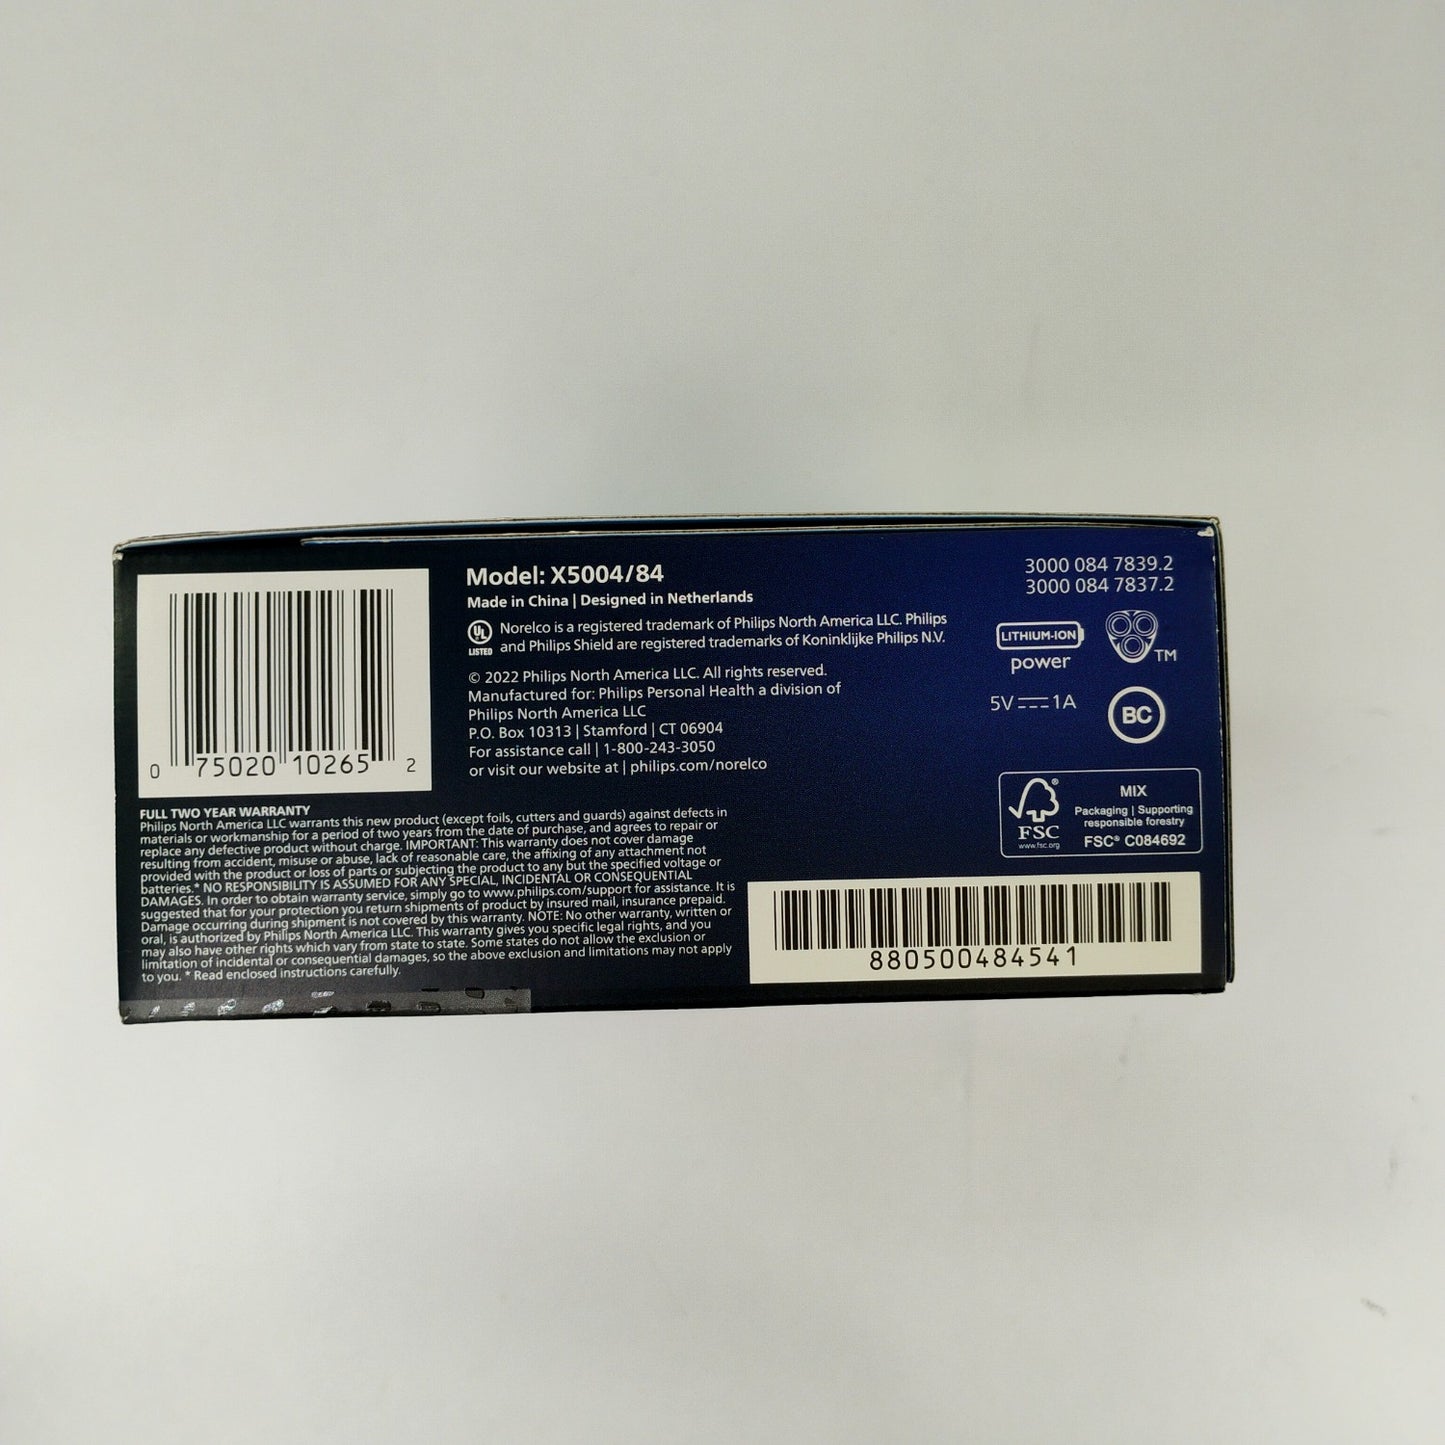 0 75020 10265 2
Model: X5004/84
Made in China | Designed in Netherlands
UL
LISTED
Norelco is a registered trademark of Philips North America LLC. Philips
and Philips Shield are registered trademarks of Koninklijke Philips N.V.
© 2022 Philips North America LLC. All rights reserved.
Manufactured for: Philips Personal Health a division of
Philips North America LLC
P.O. Box 10313 | Stamford | CT 06904
For assistance call | 1-800-243-3050
or visit our website at | philips.com/norelco
3000 084 7839.2
3000 084 7837.2
LITHIUM-ION
power
TM
5V 1A
BC
FSC
www.fsc.org
MIX
Packaging | Supporting
responsible forestry
FSC® C084692
FULL TWO YEAR WARRANTY
Philips North America LLC warrants this new product (except foils, cutters and guards) against defects in
materials or workmanship for a period of two years from the date of purchase, and agrees to repair or
replace any defective product without charge. IMPORTANT: This warranty does not cover damage
resulting from accident, misuse or abuse, lack of reasonable care, the affixing of any attachment not
provided with the product or loss of parts or subjecting the product to any but the specified voltage or
batteries.* NO RESPONSIBILITY IS ASSUMED FOR ANY SPECIAL, INCIDENTAL OR CONSEQUENTIAL
DAMAGES. In order to obtain warranty service, simply go to www.philips.com/support for assistance. It is
suggested that for your protection you return shipments of product by insured mail, insurance prepaid.
Damage occurring during shipment is not covered by this warranty. NOTE: No other warranty, written or
oral, is authorized by Philips North America LLC. This warranty gives you specific legal rights, and you
may also have other rights which vary from state to state. Some states do not allow the exclusion or
limitation of incidental or consequential damages, so the above exclusion and limitations may not apply
to you. * Read enclosed instructions carefully.
880500484541